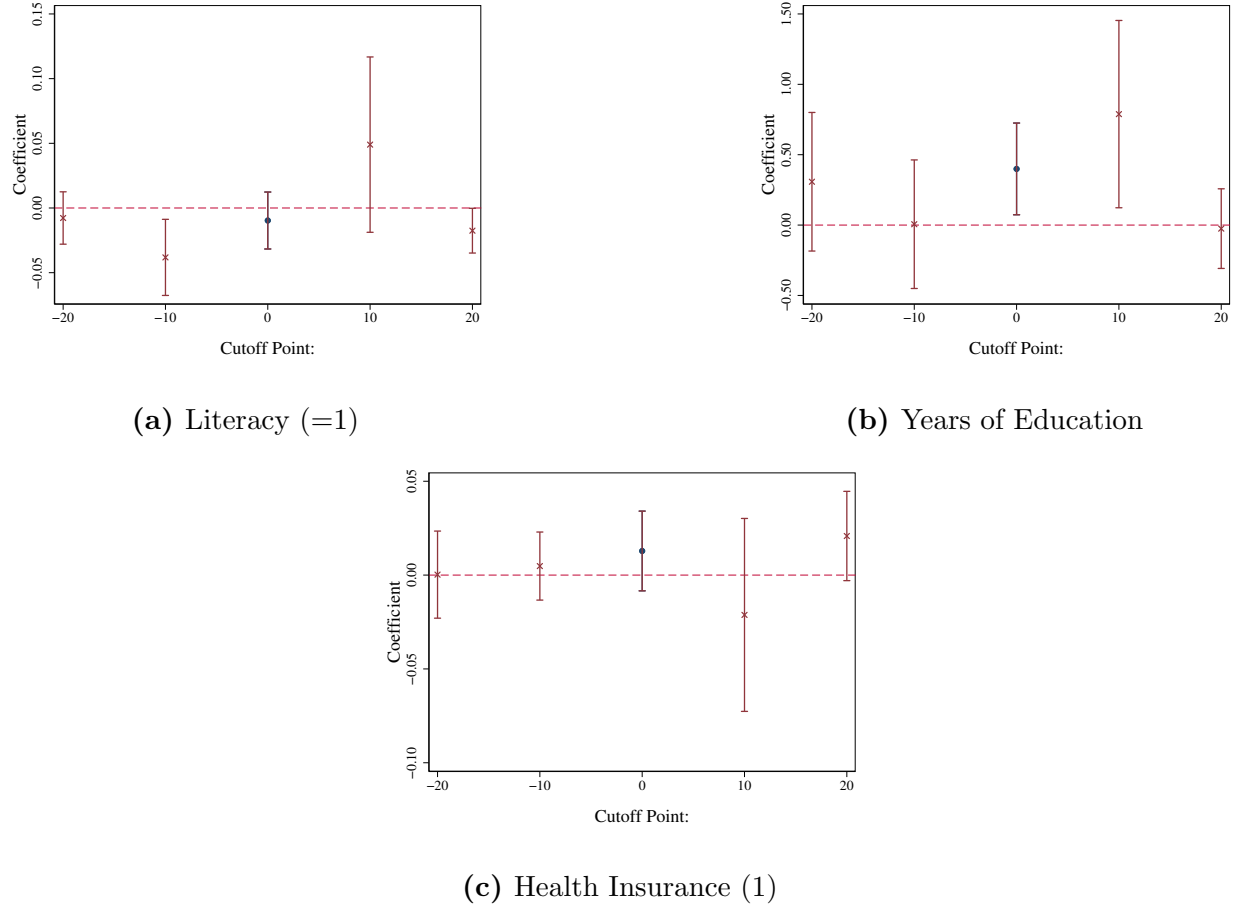 0.15
0.10
0.05
0.00
−0.05
Coefficient
−20 −10 0 10 20
Cutoff Point:
(a) Literacy (=1)
1.50
1.00
0.50
0.00
−0.50
Coefficient
−20 −10 0 10 20
Cutoff Point:
(b) Years of Education
0.05
0.00
−0.05
−0.10
Coefficient
−20 −10 0 10 20
Cutoff Point:
(c) Health Insurance (1)